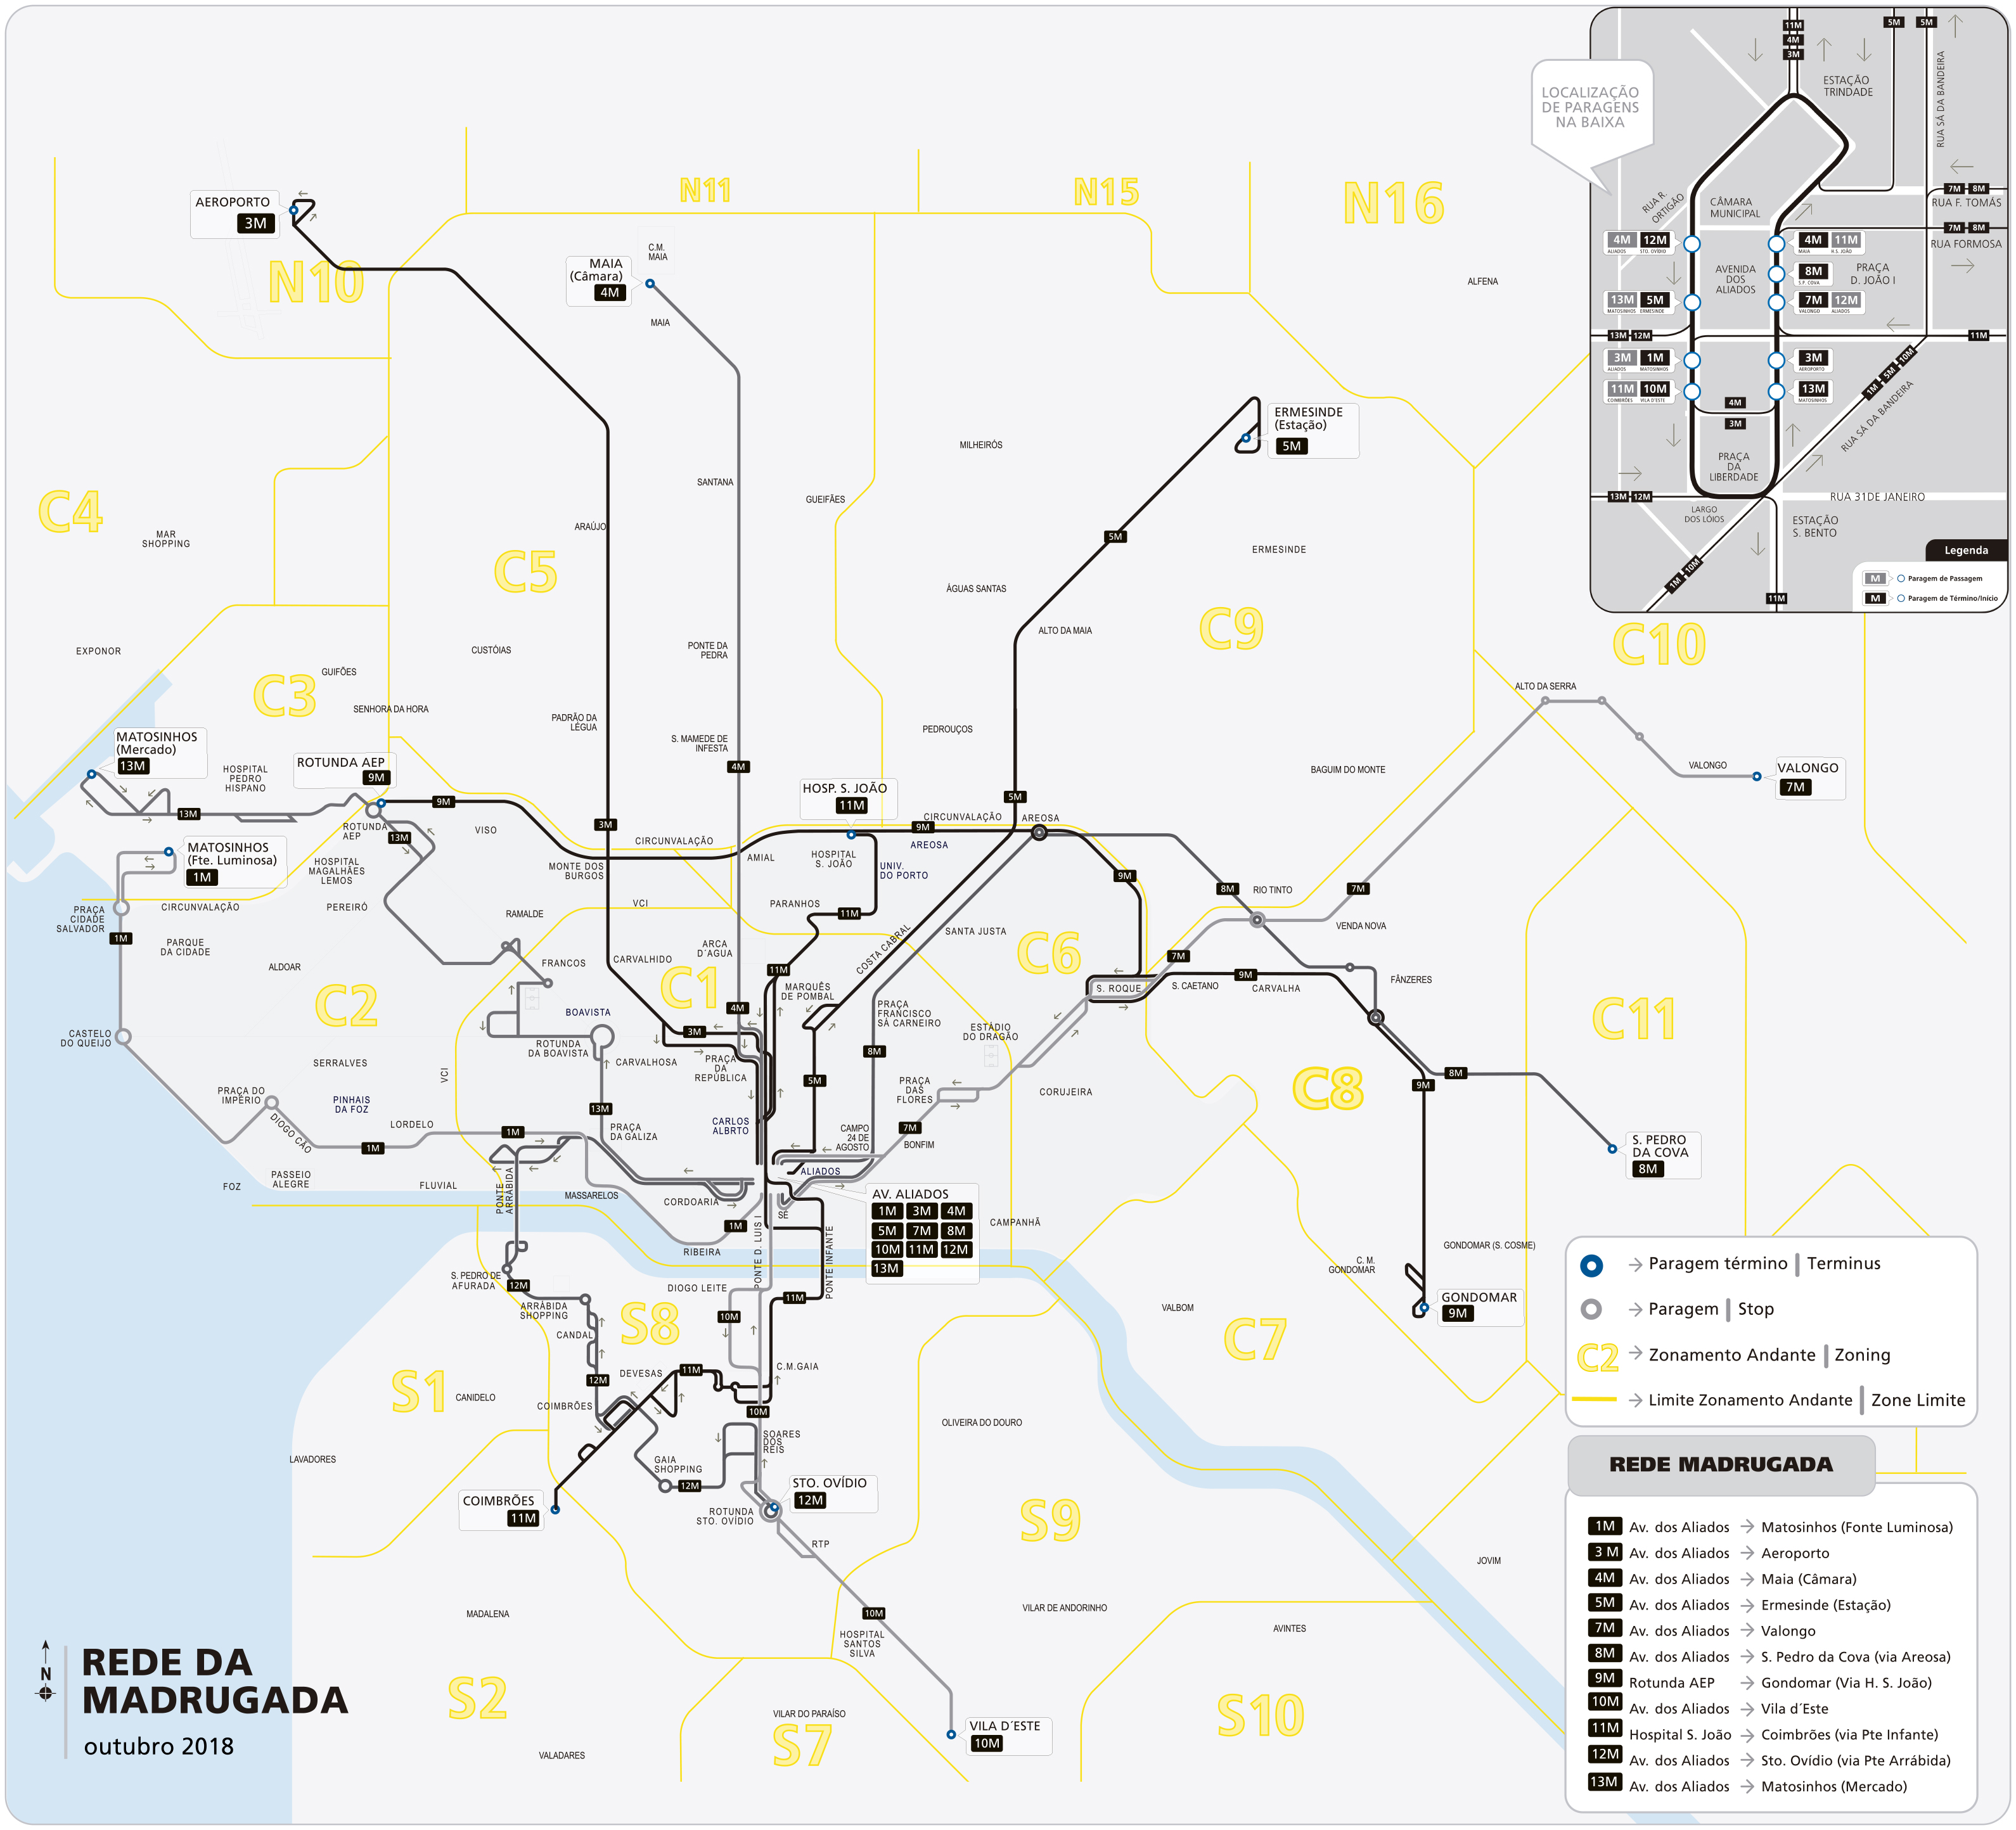 LOCALIZAÇÃO
DE PARAGENS
NA BAIXA
11M
4M
3M
5M
5M
ESTAÇÃO
TRINDADE
RUA SÁ DA BANDEIRA
7M 8M
RUA F. TOMÁS
7M 8M
RUA FORMOSA
RUA R.
ORTIGÃO
CÂMARA
MUNICIPAL
4M 12M
ALIADOS STO. OVÍDIO
4M 11M
MAIA H.S. JOÃO
8M
S.P. COVA
AVENIDA
DOS
ALIADOS
PRAÇA
D. JOÃO I
13M 5M
MATOSINHOS ERMESINDE
7M 12M
VALONGO ALIADOS
13M 12M
11M
3M 1M
ALIADOS MATOSINHOS
3M
AEROPORTO
11M 10M
COIMBRÕES VILA D'ESTE
13M
MATOSINHOS
4M
3M
1M 5M 10M
RUA SÁ DA BANDEIRA
PRAÇA
DA
LIBERDADE
13M 12M
RUA 31DE JANEIRO
LARGO
DOS LÓIOS
ESTAÇÃO
S. BENTO
1M 10M
11M
Legenda
M Paragem de Passagem
M Paragem de Término/Início
N10
N11
N15
N16
C4
C5
C9
C10
C3
C1
C2
C6
C8
C11
C7
S8
S1
S9
S2
S7
S10
AEROPORTO
3M
MAIA
(Câmara)
4M
C.M.
MAIA
MAIA
ALFENA
ERMESINDE
(Estação)
5M
MILHEIRÓS
SANTANA
GUEIFÃES
ARAÚJO
MAR
SHOPPING
5M
ERMESINDE
ÁGUAS SANTAS
ALTO DA MAIA
EXPONOR
GUIFÕES
CUSTÓIAS
PONTE DA
PEDRA
SENHORA DA HORA
PADRÃO DA
LÉGUA
S. MAMEDE DE
INFESTA
PEDROUÇOS
ALTO DA SERRA
BAGUIM DO MONTE
VALONGO
VALONGO
7M
MATOSINHOS
(Mercado)
13M
HOSPITAL
PEDRO
HISPANO
ROTUNDA AEP
9M
4M
HOSP. S. JOÃO
11M
5M
13M
9M
3M
CIRCUNVALAÇÃO
9M
AREOSA
AREOSA
ROTUNDA
AEP
13M
VISO
CIRCUNVALAÇÃO
MATOSINHOS
(Fte. Luminosa)
1M
HOSPITAL
MAGALHÃES
LEMOS
MONTE DOS
BURGOS
AMIAL
HOSPITAL
S. JOÃO
UNIV.
DO PORTO
9M
8M
RIO TINTO
7M
PRAÇA
CIDADE
SALVADOR
CIRCUNVALAÇÃO
PEREIRÓ
RAMALDE
VCI
PARANHOS
11M
1M
PARQUE
DA CIDADE
ALDOAR
FRANCOS
CARVALHIDO
ARCA
D´AGUA
COSTA CABRAL
SANTA JUSTA
VENDA NOVA
11M
7M
9M
S. ROQUE
S. CAETANO
CARVALHA
FÂNZERES
MARQUÊS
DE POMBAL
4M
PRAÇA
FRANCISCO
SÁ CARNEIRO
CASTELO
DO QUEIJO
BOAVISTA
ROTUNDA
DA BOAVISTA
3M
ESTÁDIO
DO DRAGÃO
8M
SERRALVES
VCI
CARVALHOSA
PRAÇA
DA
REPÚBLICA
5M
PRAÇA
DAS
FLORES
CORUJEIRA
9M
8M
PRAÇA DO
IMPÉRIO
PINHAIS
DA FOZ
13M
DIOGO CÃO
LORDELO
1M
1M
PRAÇA
DA GALIZA
CARLOS
ALBRTO
CAMPO
24 DE
AGOSTO
7M
BONFIM
S. PEDRO
DA COVA
8M
FOZ
PASSEIO
ALEGRE
FLUVIAL
PONTE
ARRÁBIDA
MASSARELOS
CORDOARIA
ALIADOS
SÉ
1M
RIBEIRA
PONTE D. LUIS I
PONTE INFANTE
AV. ALIADOS
1M 3M 4M
5M 7M 8M
10M 11M 12M
13M
CAMPANHÃ
GONDOMAR (S. COSME)
C. M.
GONDOMAR
GONDOMAR
9M
VALBOM
S. PEDRO DE
AFURADA
12M
ARRÁBIDA
SHOPPING
DIOGO LEITE
11M
10M
CANDAL
DEVESAS
11M
C.M.GAIA
12M
CANIDELO
COIMBRÕES
10M
SOARES
DOS
REIS
OLIVEIRA DO DOURO
LAVADORES
GAIA
SHOPPING
12M
STO. OVÍDIO
12M
COIMBRÕES
11M
ROTUNDA
STO. OVÍDIO
RTP
JOVIM
10M
MADALENA
HOSPITAL
SANTOS
SILVA
VILAR DE ANDORINHO
AVINTES
VILAR DO PARAÍSO
VALADARES
VILA D´ESTE
10M
Paragem término | Terminus
Paragem | Stop
C2 Zonamento Andante | Zoning
Limite Zonamento Andante | Zone Limite
REDE MADRUGADA
1M Av. dos Aliados Matosinhos (Fonte Luminosa)
3 M Av. dos Aliados Aeroporto
4M Av. dos Aliados Maia (Câmara)
5M Av. dos Aliados Ermesinde (Estação)
7M Av. dos Aliados Valongo
8M Av. dos Aliados S. Pedro da Cova (via Areosa)
9M Rotunda AEP Gondomar (Via H. S. João)
10M Av. dos Aliados Vila d´Este
11M Hospital S. João Coimbrões (via Pte Infante)
12M Av. dos Aliados Sto. Ovídio (via Pte Arrábida)
13M Av. dos Aliados Matosinhos (Mercado)
N
REDE DA
MADRUGADA
outubro 2018